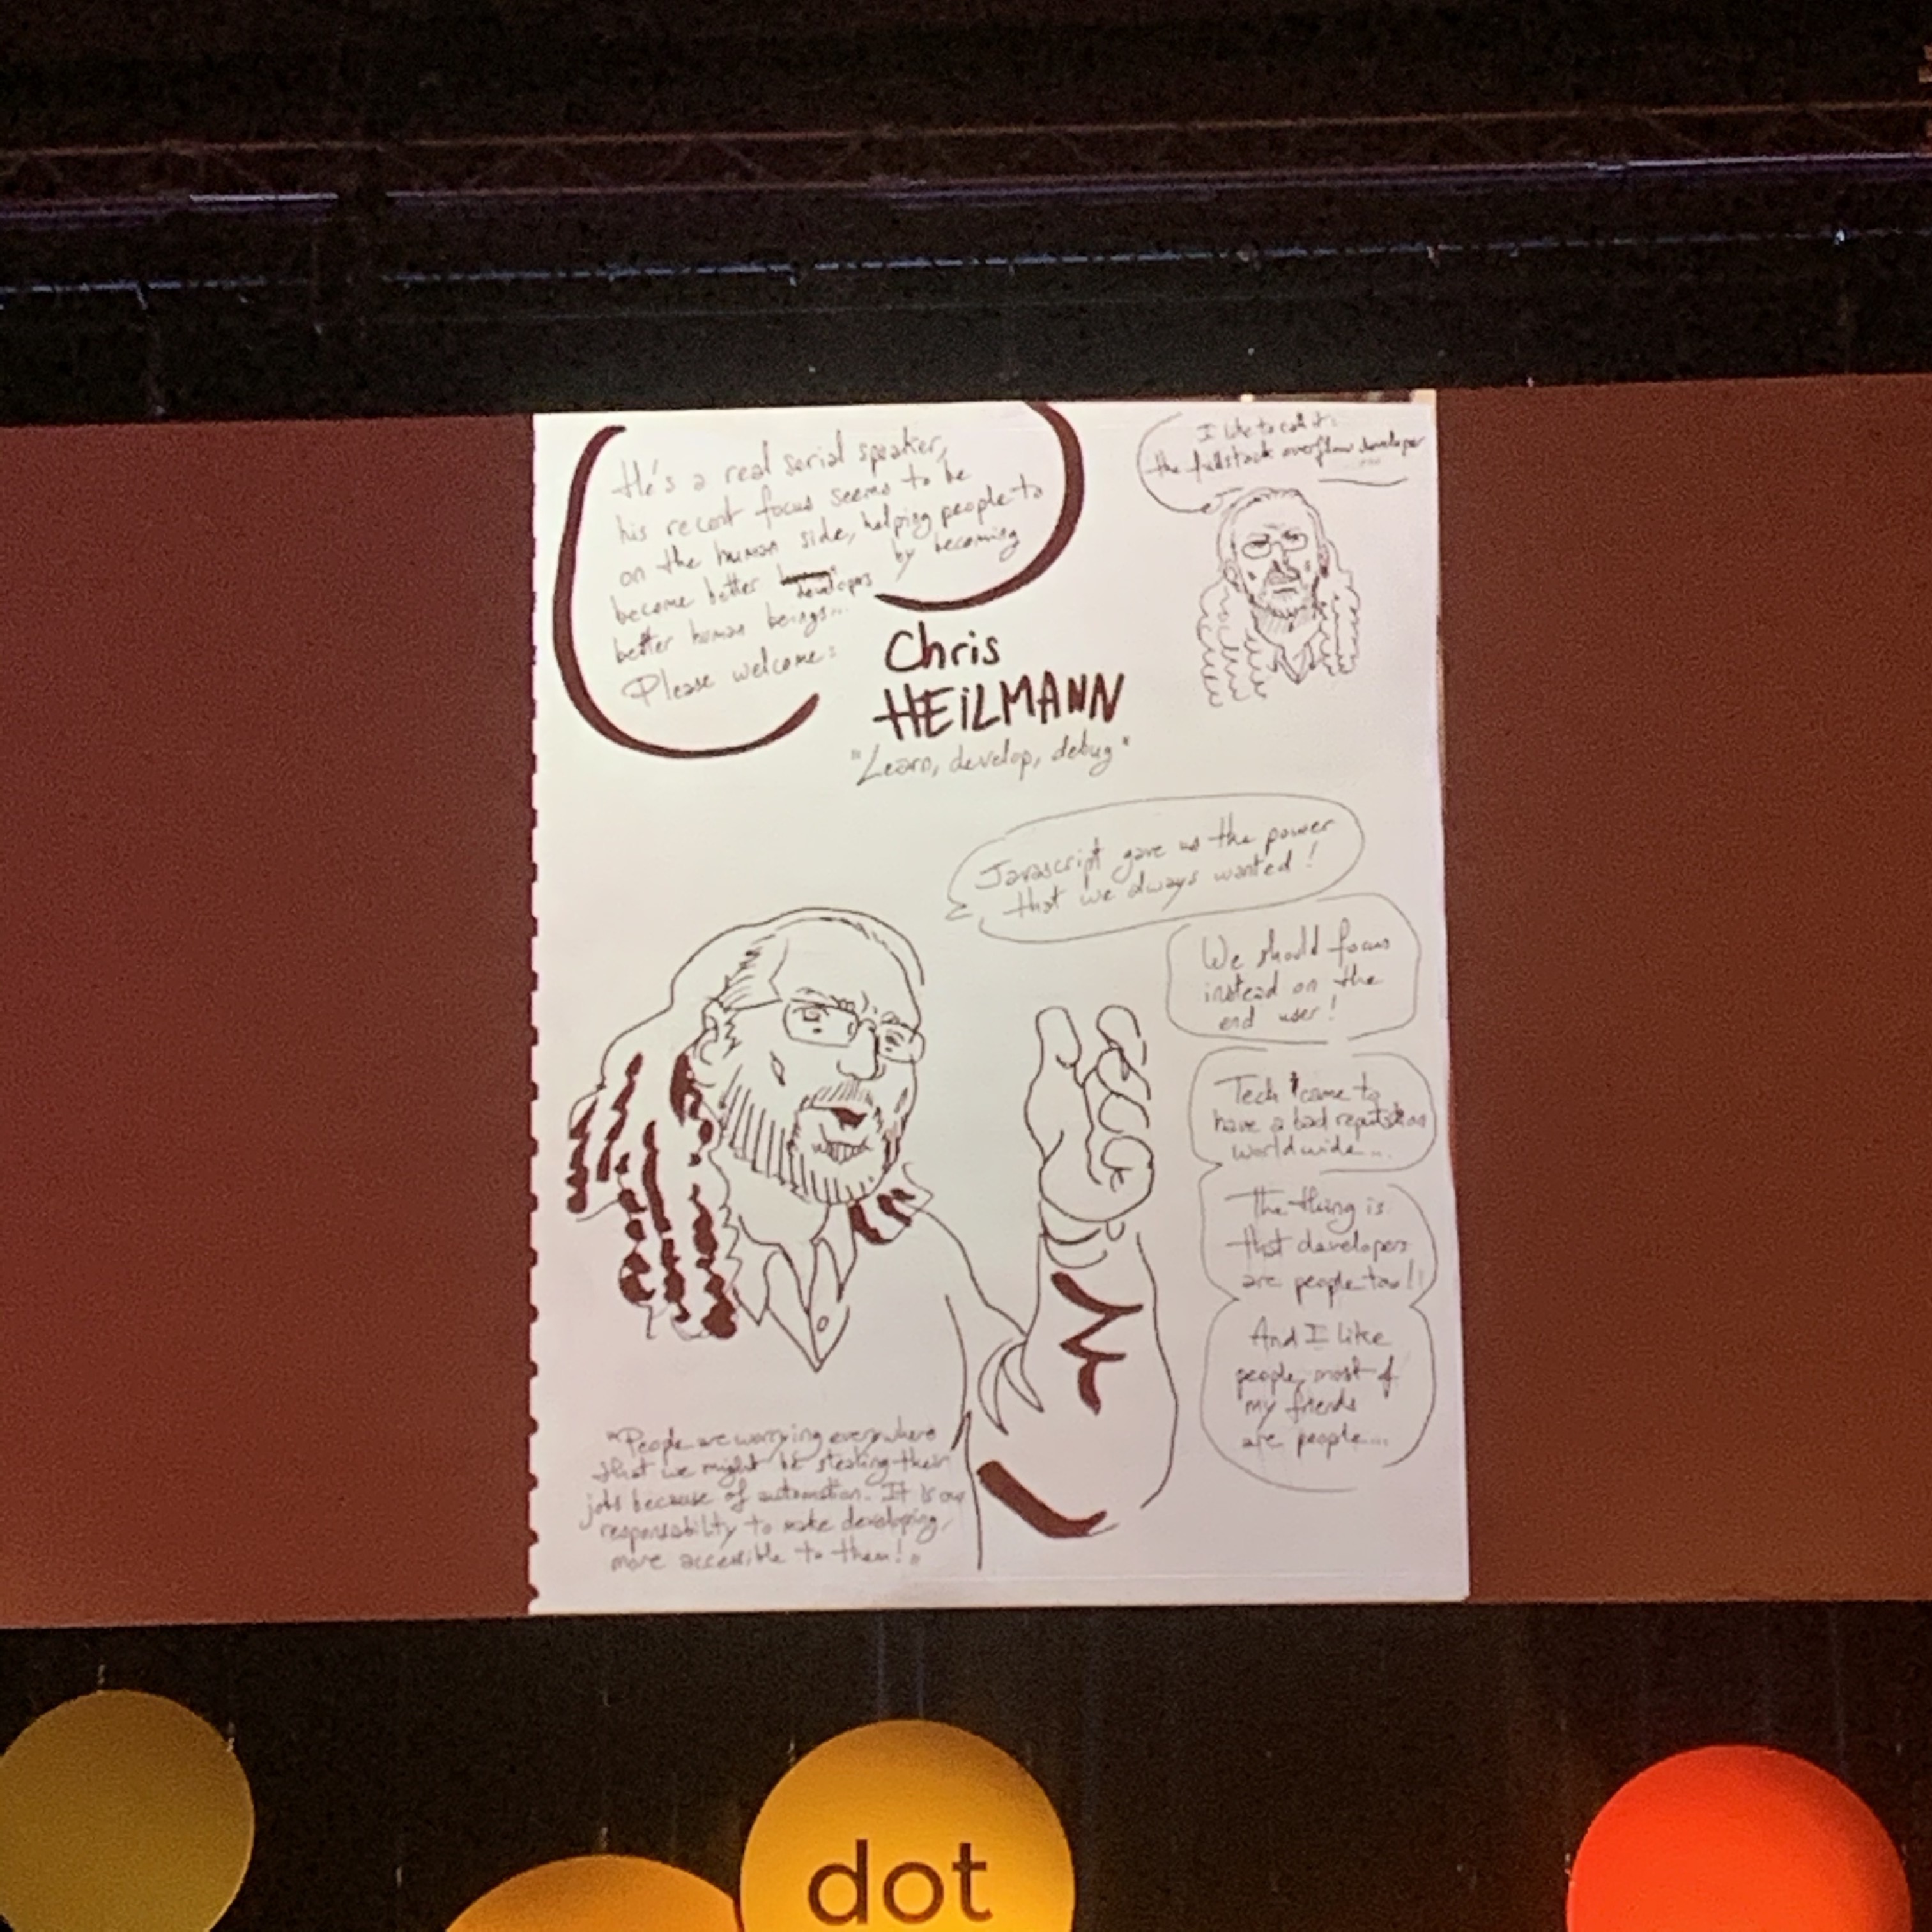 He's a real serial speaker,
his recent focus seems to be
on the human side, helping people to
become better developers by becoming
better human beings...
Please welcome:
Chris
HEiLMANN
"Learn, develop, debug"
I like to call it:
the fullstack overflow developer
Javascript gave us the power
that we always wanted!
We should focus
instead on the
end user!
Tech came to
have a bad reputation
worldwide...
The thing is
that developers
are people too!!
And I like
people, most of
my friends
are people...
"People are worrying everywhere
that we might be stealing their
jobs because of automation. It is our
responsability to make developing,
more accessible to them!"
dot